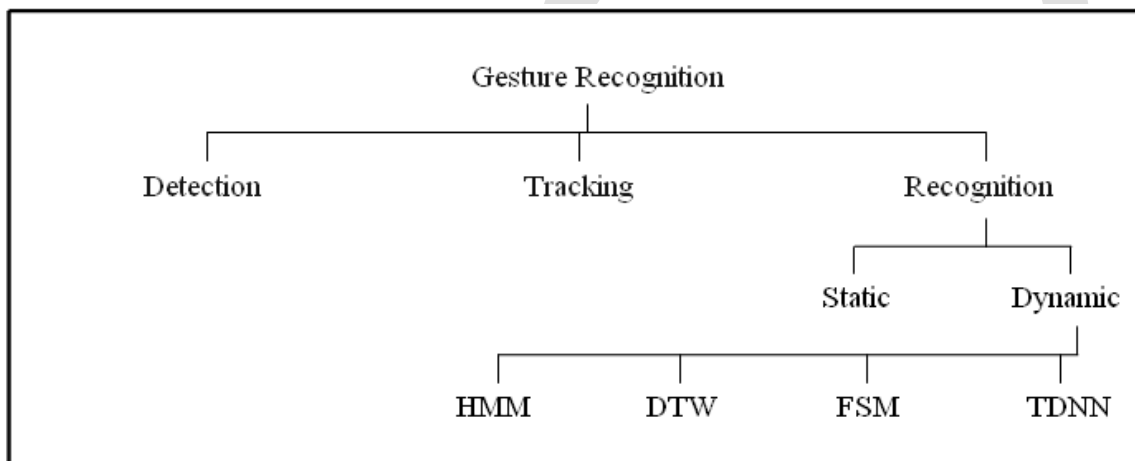 Gesture Recognition
Detection Tracking Recognition
Static Dynamic
HMM DTW FSM TDNN